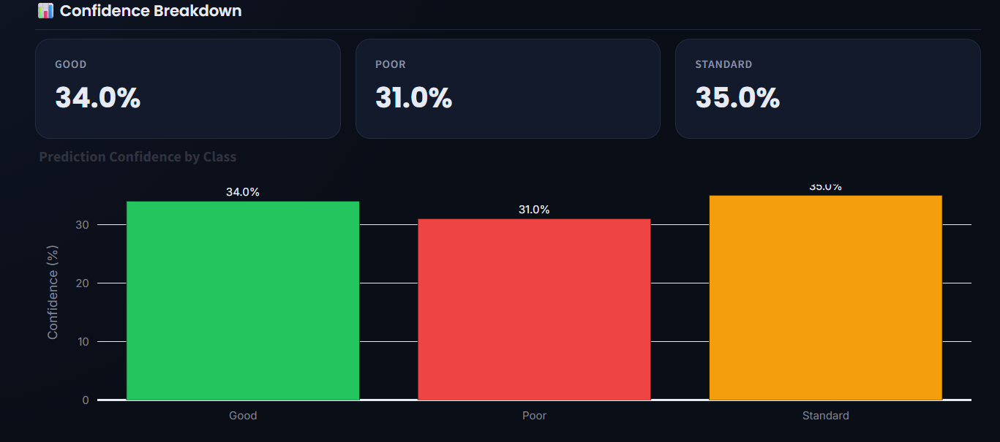 Confidence Breakdown
GOOD
34.0%
POOR
31.0%
STANDARD
35.0%
Prediction Confidence by Class
34.0%
31.0%
35.0%
Confidence (%)
30
20
10
0
Good
Poor
Standard